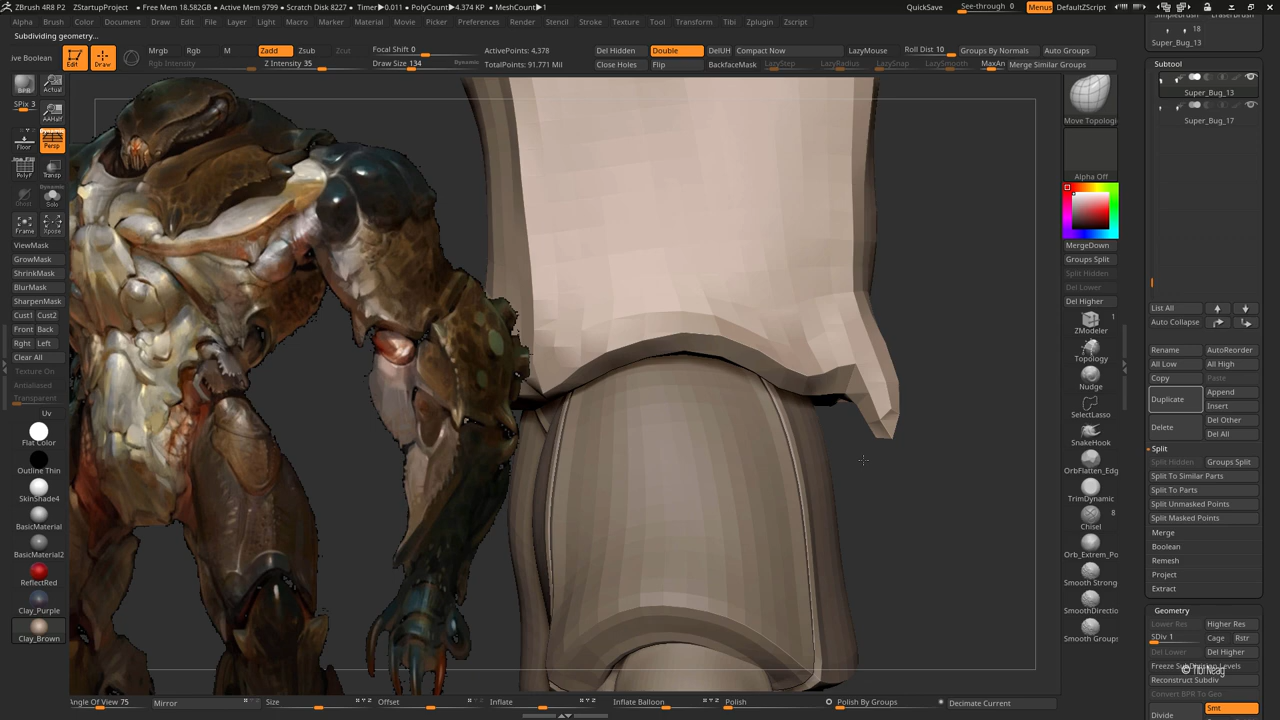 ZBrush 4R8 P2 ZStartupProject • Free Mem 18.582GB • Active Mem 9799 • Scratch Disk 8227 • Timer▶0.011 • PolyCount▶4.374 KP • MeshCount▶1 QuickSave See-through 0 Menus DefaultZScript
Alpha Brush Color Document Draw Edit File Layer Light Macro Marker Material Movie Picker Preferences Render Stencil Stroke Texture Tool Transform Zplugin Zscript
Subdividing geometry...
ive Boolean Edit Draw Mrgb Rgb M Zadd Zsub Zcut Focal Shift 0 ActivePoints: 4,378 Del Hidden Double DelUH Compact Now LazyMouse Roll Dist 10 Groups By Normals Auto Groups
Rgb Intensity Z Intensity 35 Draw Size 134 Dynamic TotalPoints: 91.771 Mil Close Holes Flip BackfaceMask LazyStep LazyRadius LazySnap LazySmooth MaxAn Merge Similar Groups
BPR Actual
SPix 3 AAHalf
Floor Dynamic Persp
PolyF Transp
Ghost Dynamic Solo
Frame Xpose
ViewMask
GrowMask
ShrinkMask
BlurMask
SharpenMask
Cust1 Cust2
Front Back
Rght Left
Clear All
Texture On
Antialiased
Transparent
Uv
Flat Color
Outline Thin
SkinShade4
BasicMaterial
BasicMaterial2
ReflectRed
Clay_Purple
Clay_Brown
Move Topologi
Alpha Off
MergeDown
Groups Split
Split Hidden
Del Lower
Del Higher
1
ZModeler
Topology
Nudge
SelectLasso
SnakeHook
OrbFlatten_Edg
TrimDynamic
8
Chisel
Orb_Extrem_Po
Smooth Strong
SmoothDirectio
Smooth Groups
18
Super_Bug_13
Subtool
Super_Bug_13
Super_Bug_17
List All
Auto Collapse
Rename AutoReorder
All Low All High
Copy Paste
Duplicate Append
Insert
Delete Del Other
Del All
Split
Split Hidden Groups Split
Split To Similar Parts
Split To Parts
Split Unmasked Points
Split Masked Points
Merge
Boolean
Remesh
Project
Extract
Geometry
Lower Res Higher Res
SDiv 1 Cage Rstr
Del Lower Del Higher
Freeze SubDivision Levels
Reconstruct Subdiv
Convert BPR To Geo
Divide Smt
Angle Of View 75 Mirror Size Offset Inflate Inflate Balloon Polish Polish By Groups Decimate Current